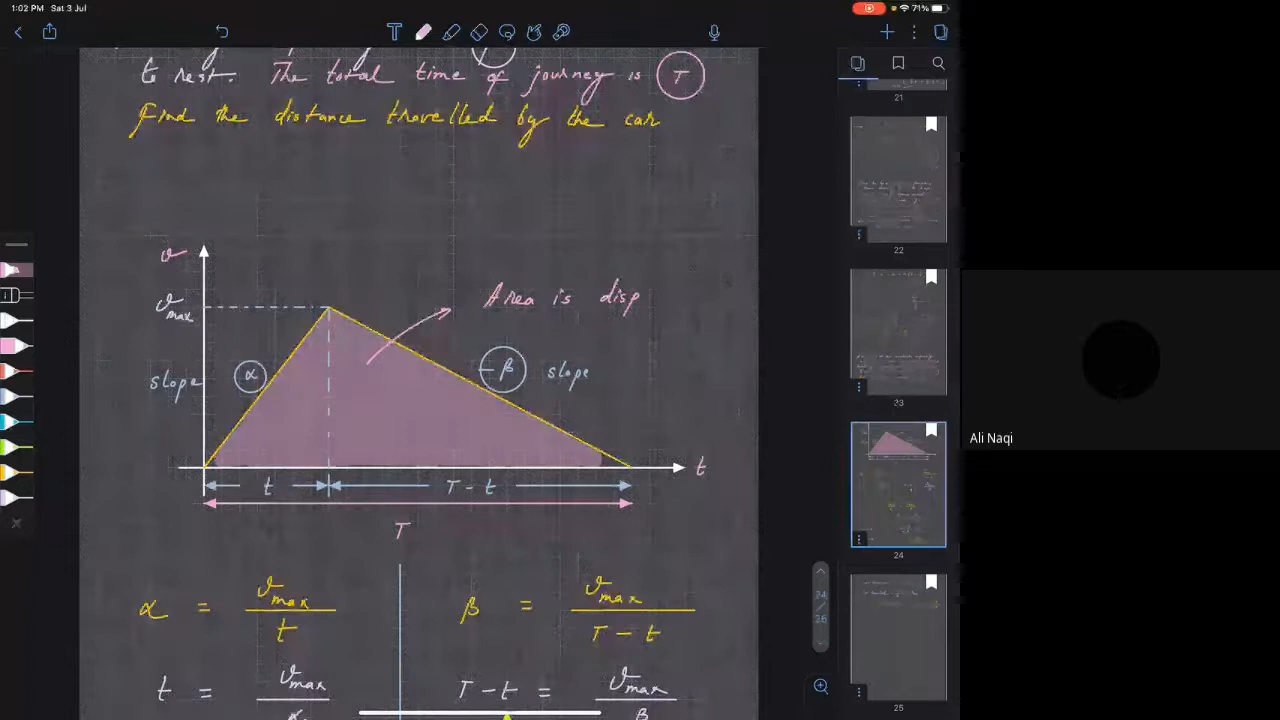 1:02 PM Sat 3 Jul
71%
to rest. The total time of journey is T
Find the distance travelled by the car
21
22
23
24
25
v
v max
Area is disp
slope α
-β slope
t
t
T - t
T
α = v max / t
β = v max / T - t
t = v max / α
T - t = v max / β
24
/
26
Ali Naqi